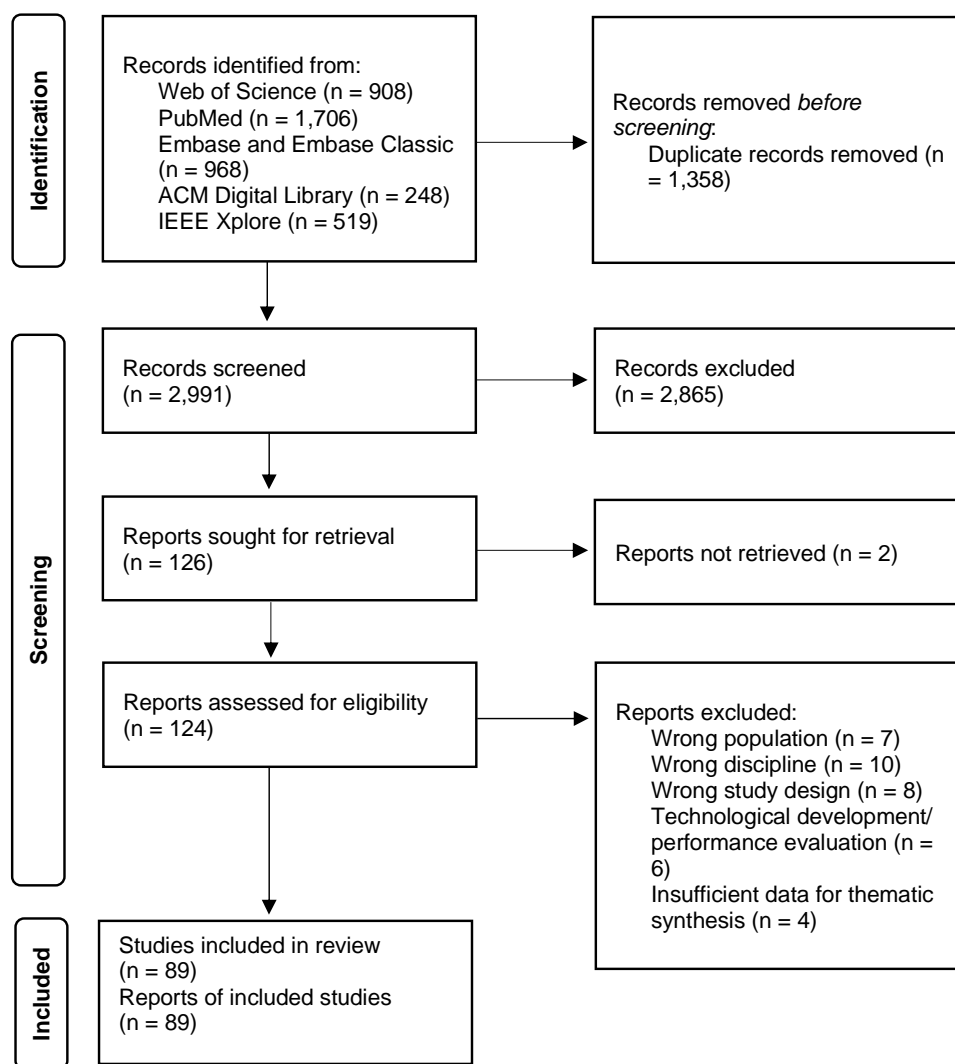 Identification
Records identified from:
Web of Science (n = 908)
PubMed (n = 1,706)
Embase and Embase Classic
(n = 968)
ACM Digital Library (n = 248)
IEEE Xplore (n = 519)
Records removed before
screening:
Duplicate records removed (n
= 1,358)
Screening
Records screened
(n = 2,991)
Records excluded
(n = 2,865)
Reports sought for retrieval
(n = 126)
Reports not retrieved (n = 2)
Reports assessed for eligibility
(n = 124)
Reports excluded:
Wrong population (n = 7)
Wrong discipline (n = 10)
Wrong study design (n = 8)
Technological development/
performance evaluation (n =
6)
Insufficient data for thematic
synthesis (n = 4)
Included
Studies included in review
(n = 89)
Reports of included studies
(n = 89)